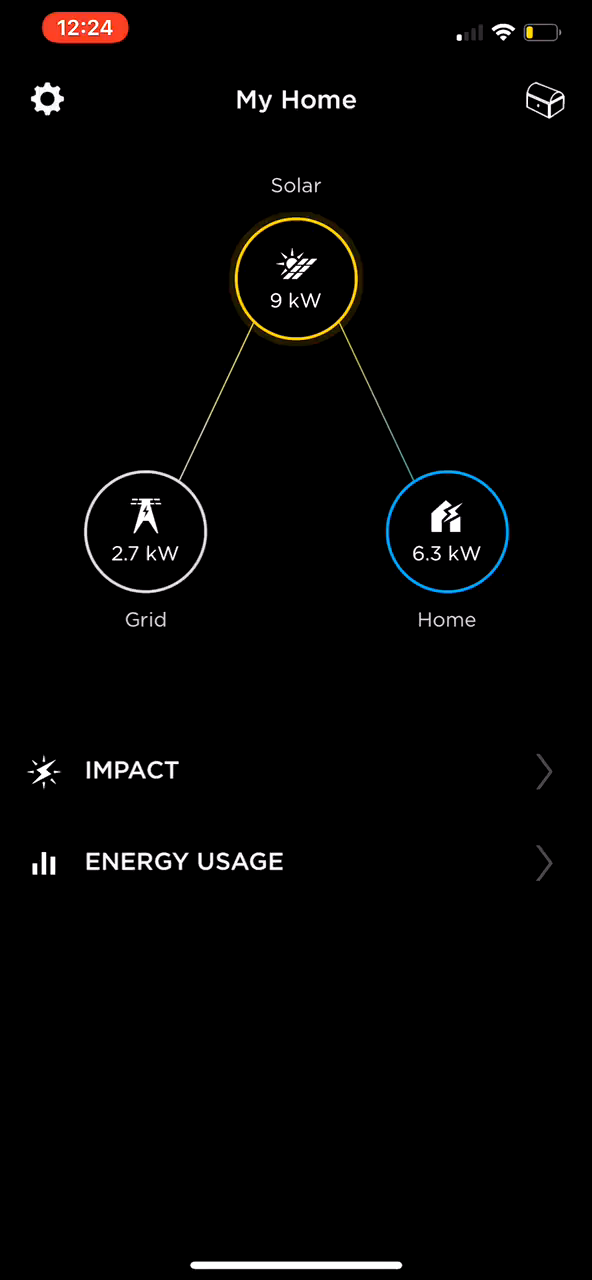 12:24
My Home
Solar
9 kW
2.7 kW
6.3 kW
Grid
Home
IMPACT
ENERGY USAGE